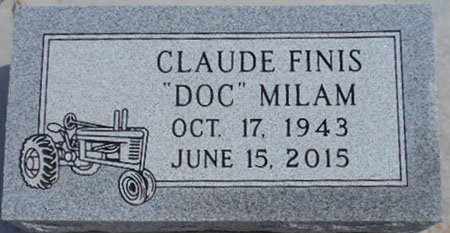 CLAUDE FINIS
"DOC" MILAM
OCT. 17, 1943
JUNE 15, 2015